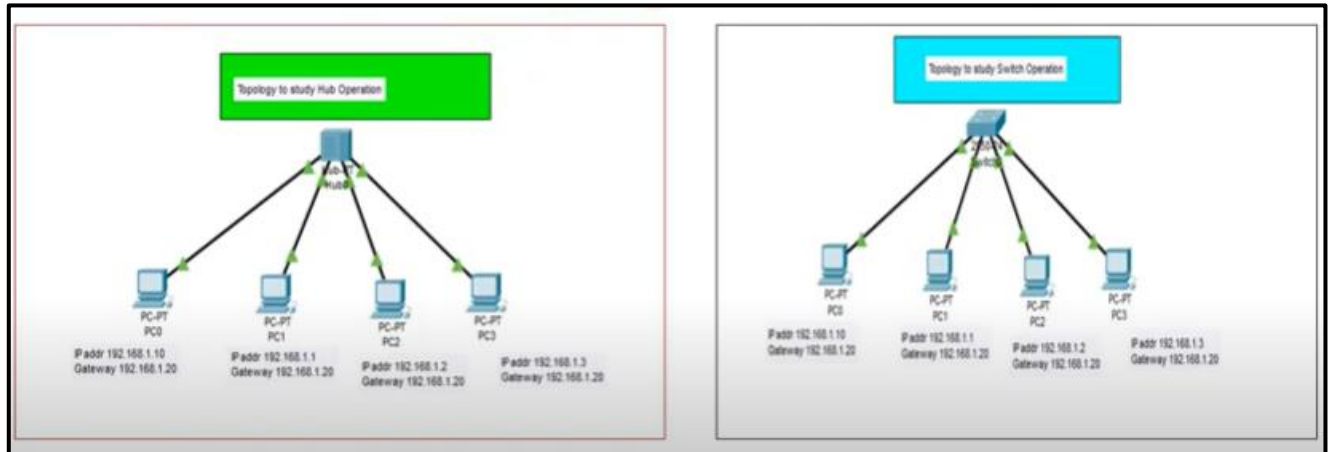 Topology to study Hub Operation
Hub-PT
Hub0
PC-PT
PC0
PC-PT
PC1
PC-PT
PC2
PC-PT
PC3
IPaddr 192.168.1.10
Gateway 192.168.1.20
IPaddr 192.168.1.1
Gateway 192.168.1.20
IPaddr 192.168.1.2
Gateway 192.168.1.20
IPaddr 192.168.1.3
Gateway 192.168.1.20
Topology to study Switch Operation
PC-PT
PC0
PC-PT
PC1
PC-PT
PC2
PC-PT
PC3
IPaddr 192.168.1.10
Gateway 192.168.1.20
IPaddr 192.168.1.1
Gateway 192.168.1.20
IPaddr 192.168.1.2
Gateway 192.168.1.20
IPaddr 192.168.1.3
Gateway 192.168.1.20